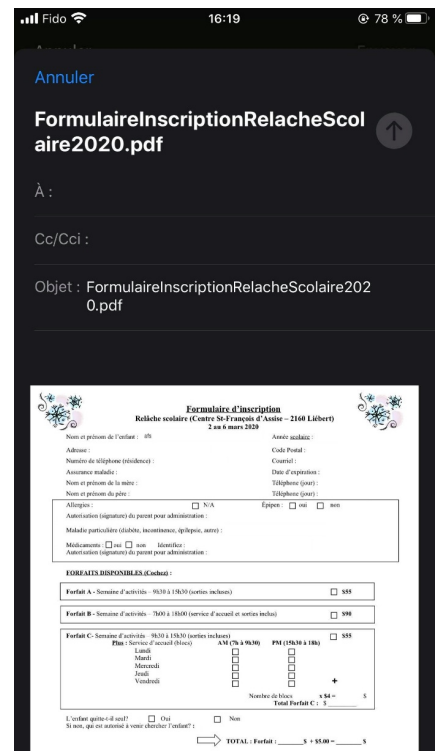 Fido 16:19 78 %
Annuler
FormulaireInscriptionRelacheScol
aire2020.pdf
À :
Cc/Cci :
Objet : FormulaireInscriptionRelacheScolaire202
0.pdf
Formulaire d'inscription
Relâche scolaire (Centre St-François d'Assise – 2160 Liébert)
2 au 6 mars 2020
Nom et prénom de l'enfant : Année scolaire :
Adresse : Code Postal :
Numéro de téléphone (résidence) : Courriel :
Assurance maladie : Date d'expiration :
Nom et prénom de la mère : Téléphone (jour) :
Nom et prénom du père : Téléphone (jour) :
Allergies : N/A Épipen : oui non
Autorisation (signature) du parent pour administration :
Maladie particulière (diabète, incontinence, épilepsie, autre) :
Médicaments : oui non Identifiez :
Autorisation (signature) du parent pour administration :
FORFAITS DISPONIBLES (Cochez) :
Forfait A - Semaine d'activités – 9h30 à 15h30 (sorties incluses) $55
Forfait B - Semaine d'activités – 7h00 à 18h00 (service d'accueil et sorties inclus) $90
Forfait C- Semaine d'activités – 9h30 à 15h30 (sorties incluses) $55
Plus : Service d'accueil (blocs) AM (7h à 9h30) PM (15h30 à 18h)
Lundi
Mardi
Mercredi
Jeudi
Vendredi +
Nombre de blocs x $4 = $
Total Forfait C : $
L'enfant quitte-t-il seul? Oui Non
Si non, qui est autorisé à venir chercher l'enfant? :
TOTAL : Forfait : $ + $5.00 = $